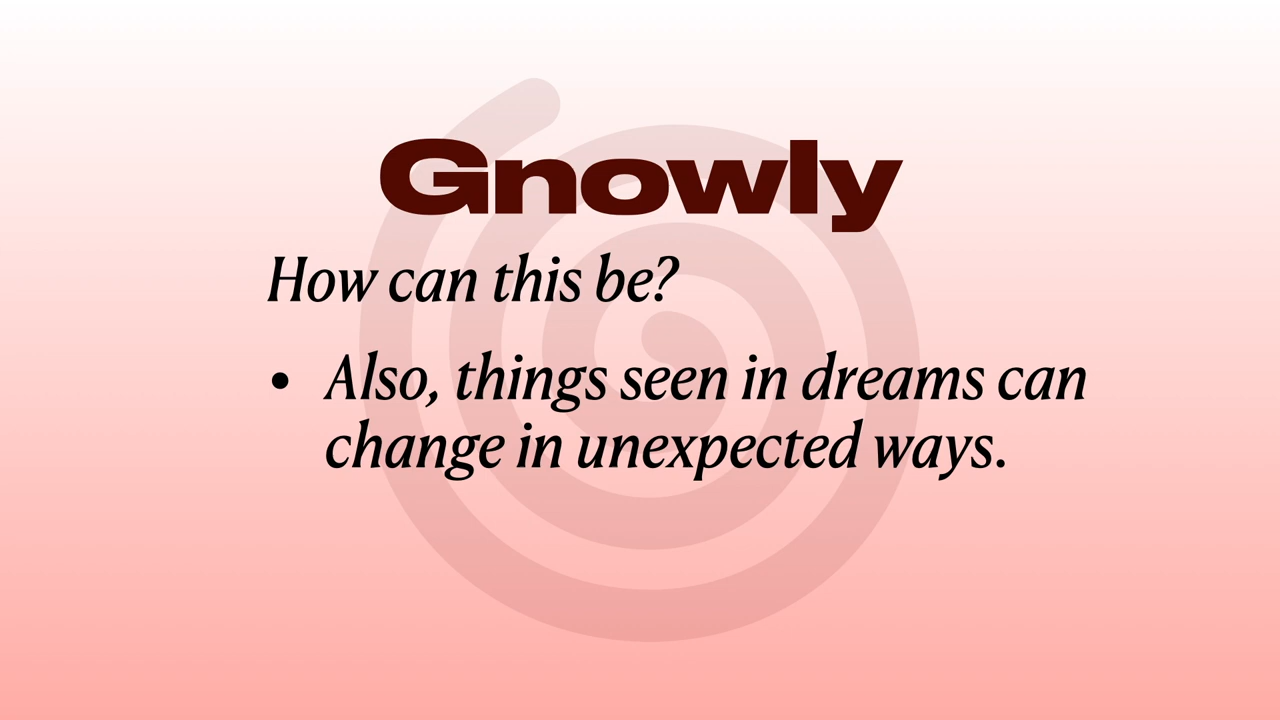 Gnowly
How can this be?
• Also, things seen in dreams can
change in unexpected ways.